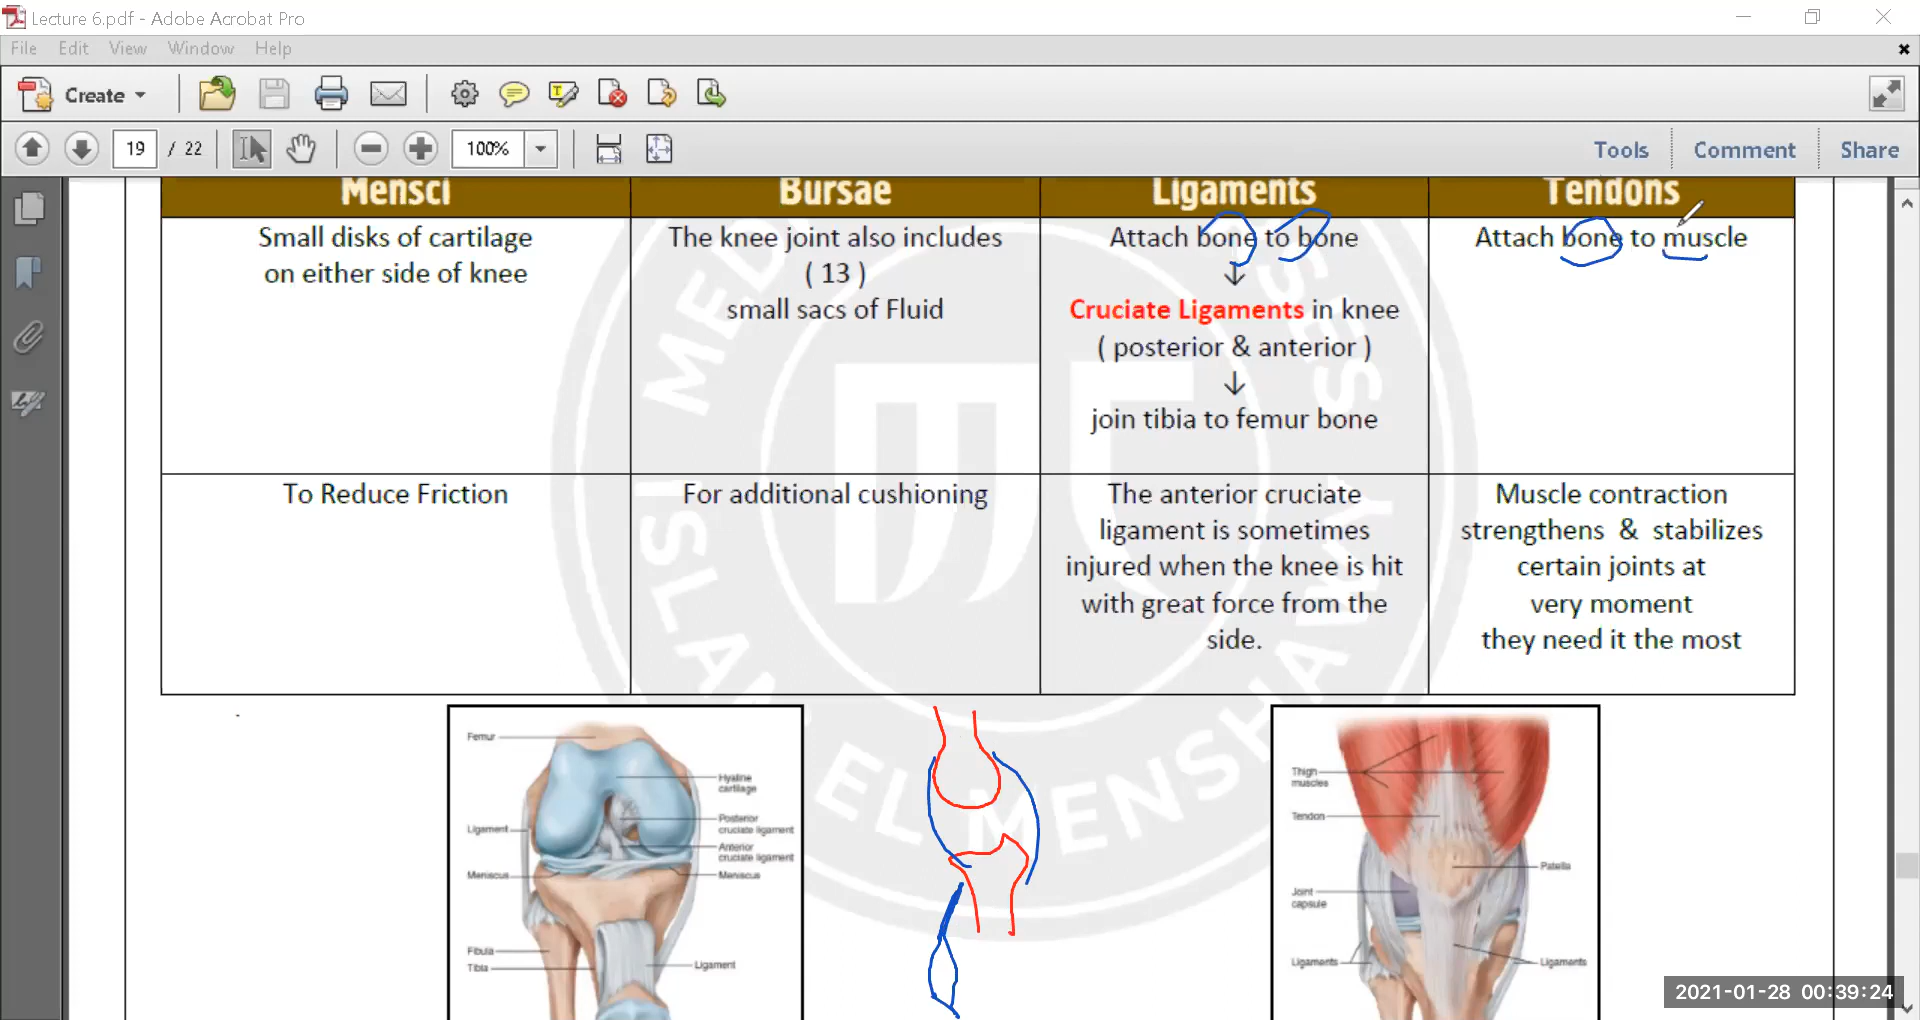 Lecture 6.pdf - Adobe Acrobat Pro
File Edit View Window Help
Create
19 / 22
100%
Tools Comment Share
Mensci
Bursae
Ligaments
Tendons
Small disks of cartilage
on either side of knee
The knee joint also includes
( 13 )
small sacs of Fluid
Attach bone to bone
↓
Cruciate Ligaments in knee
( posterior & anterior )
↓
join tibia to femur bone
Attach bone to muscle
To Reduce Friction
For additional cushioning
The anterior cruciate
ligament is sometimes
injured when the knee is hit
with great force from the
side.
Muscle contraction
strengthens & stabilizes
certain joints at
very moment
they need it the most
Femur
Hyaline
cartilage
Posterior
cruciate ligament
Ligament
Anterior
cruciate ligament
Meniscus
Meniscus
Fibula
Tibia
Ligament
Thigh
muscles
Tendon
Patella
Joint
capsule
Ligaments
Ligaments
ISLAM EL MENSHAWY
2021-01-28 00:39:24